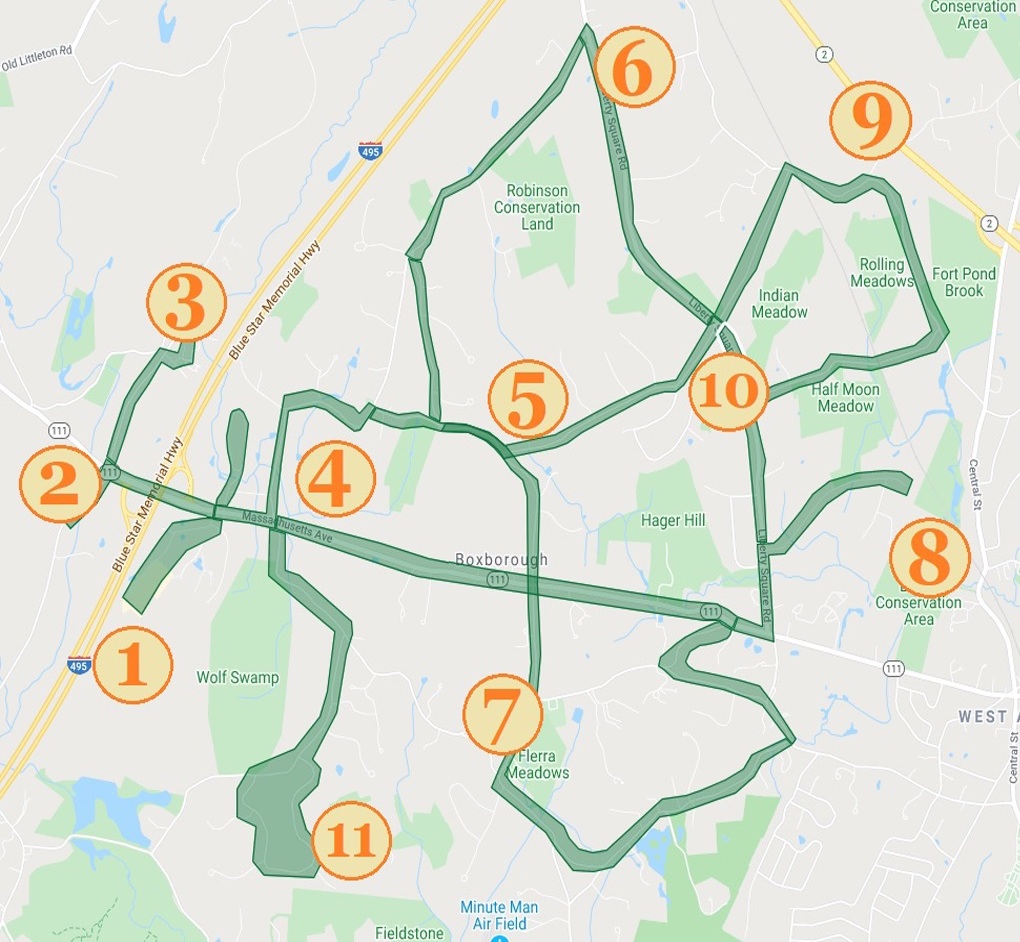 Conservation
Area
Old Littleton Rd
2
6
9
495
erty Square Rd
Robinson
Conservation
Land
2
Rolling
Meadows
Fort Pond
Brook
Blue Star Memorial Hwy
3
Indian
Meadow
Liberty Square
5
10
Half Moon
Meadow
111
111
2
4
Central St
Blue Star Memorial Hwy
Massachusetts Ave
Hager Hill
Liberty Square Rd
Boxborough
111
8
Conservation
Area
111
1
495
111
Wolf Swamp
7
WEST A
Central St
Flerra
Meadows
11
Minute Man
Air Field
Fieldstone